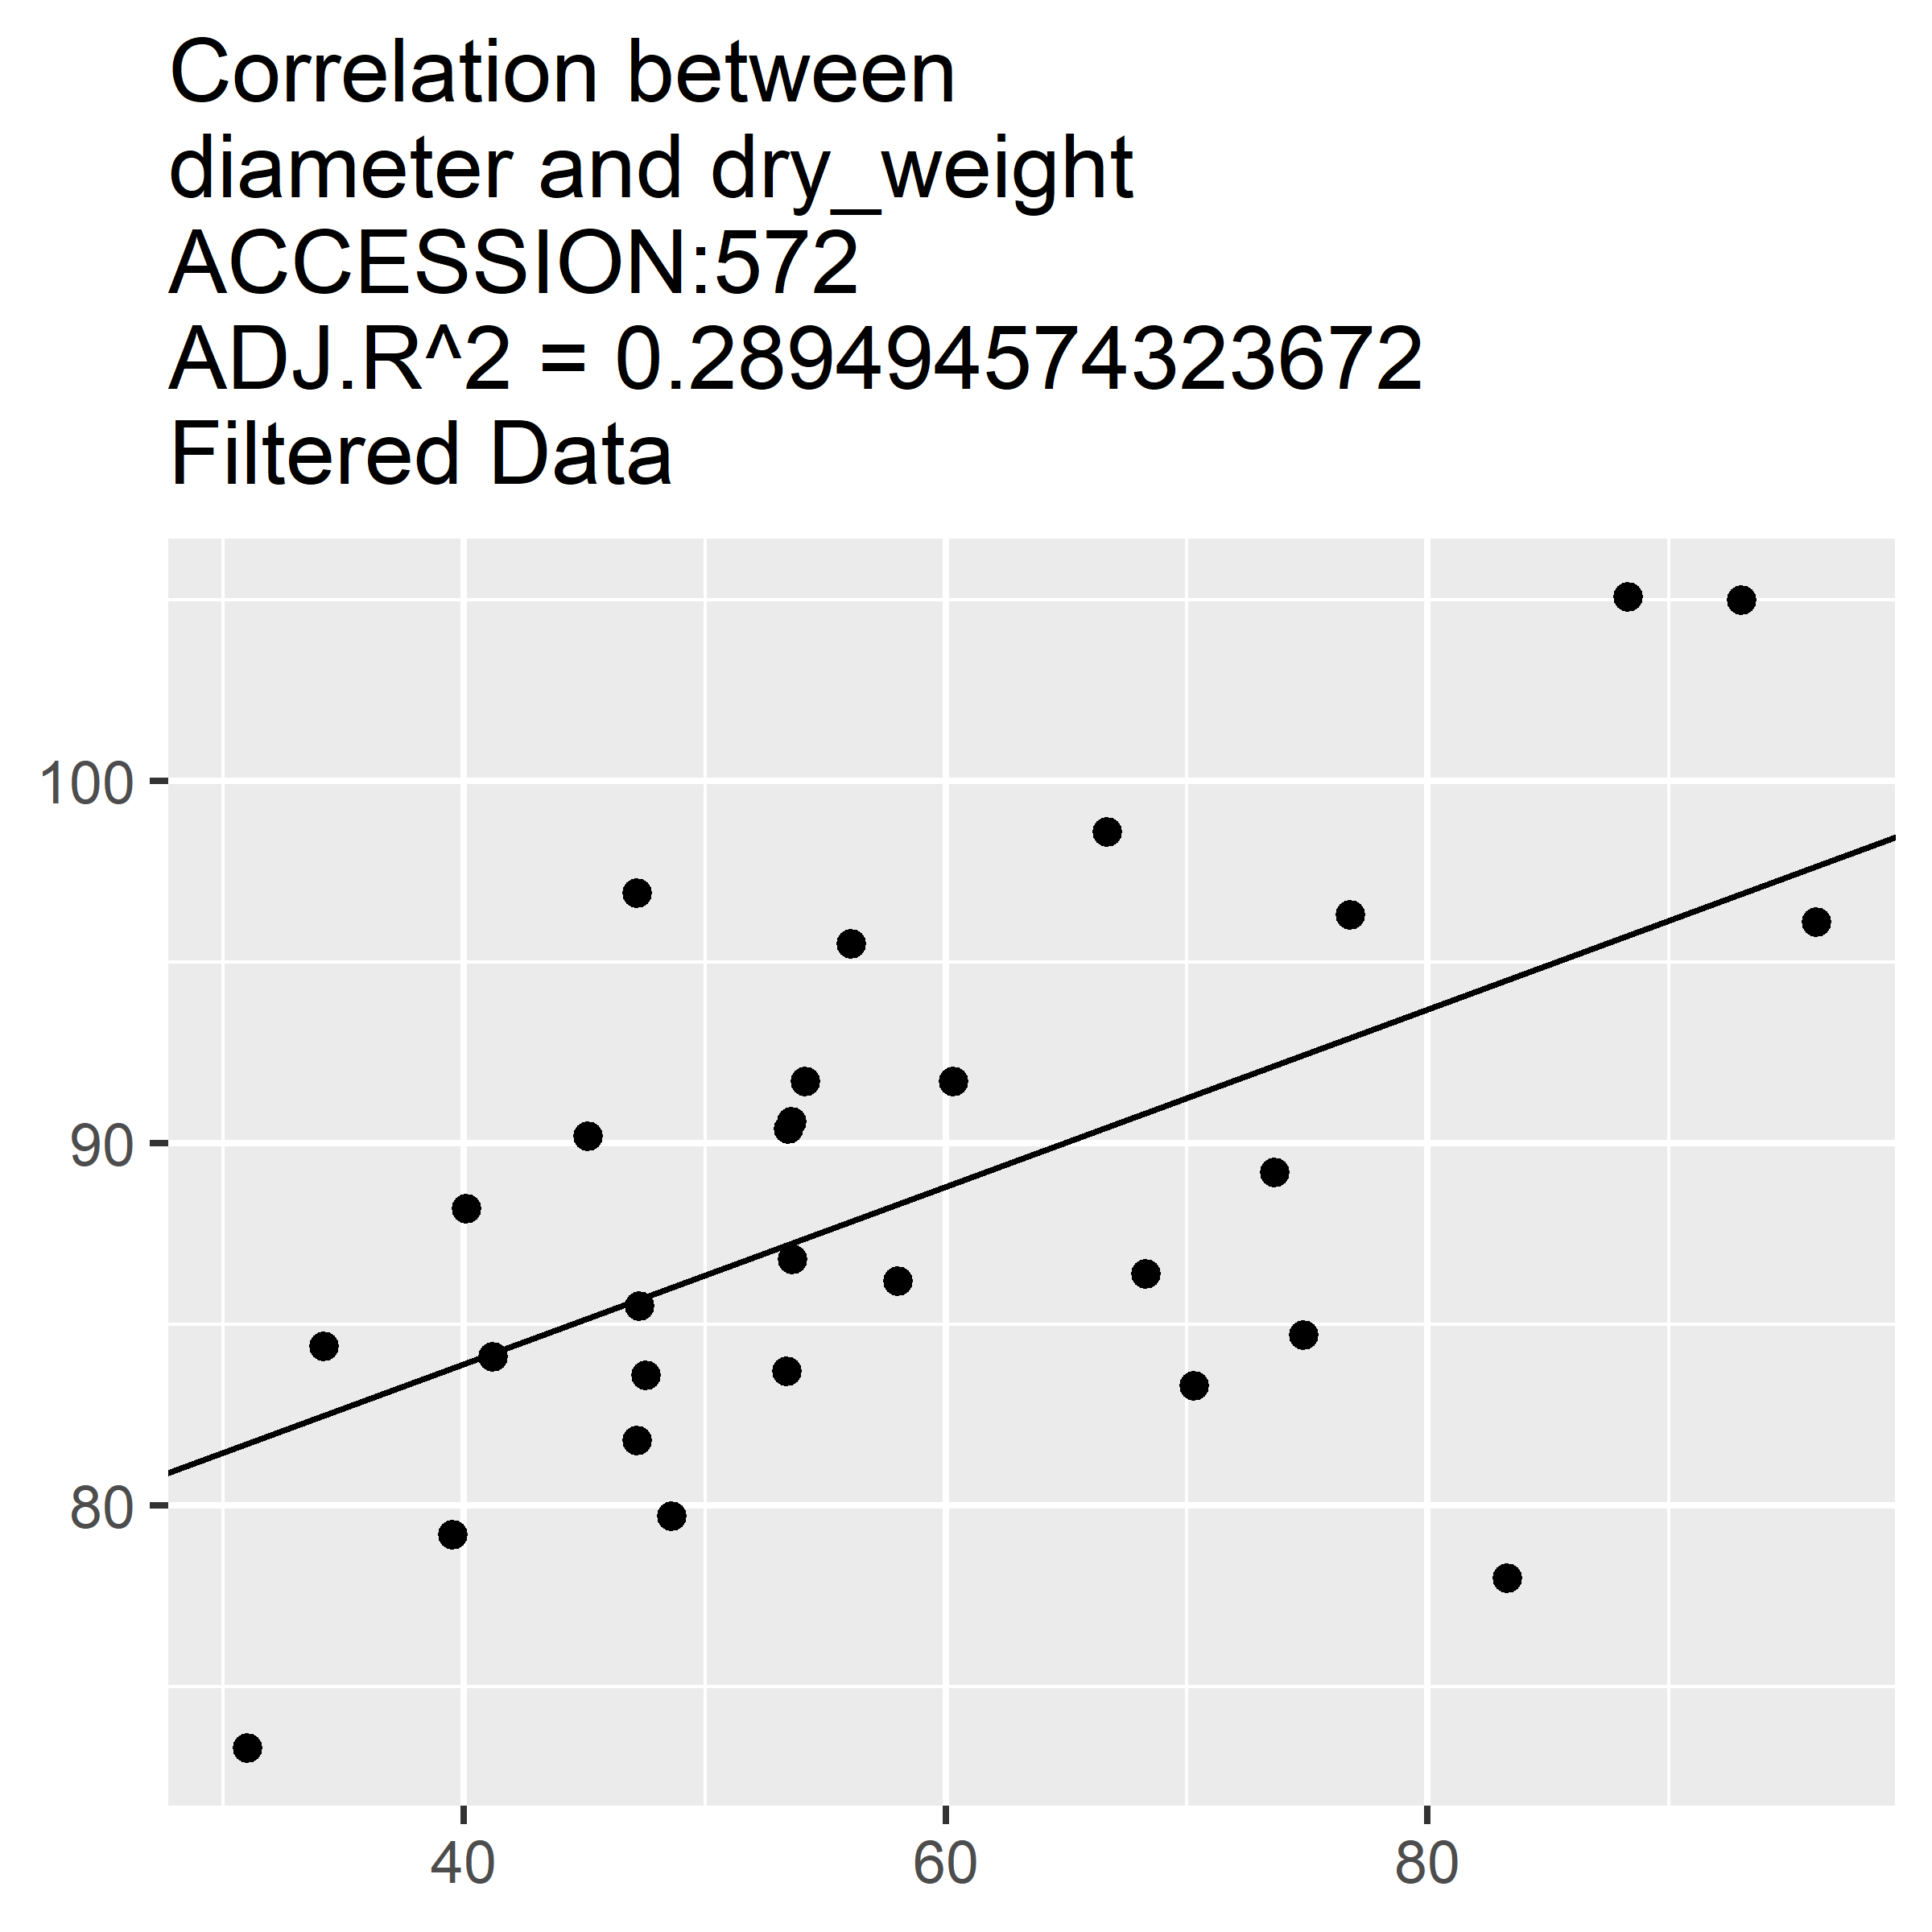 Correlation between
diameter and dry_weight
ACCESSION:572
ADJ.R^2 = 0.289494574323672
Filtered Data
100
90
80
40 60 80